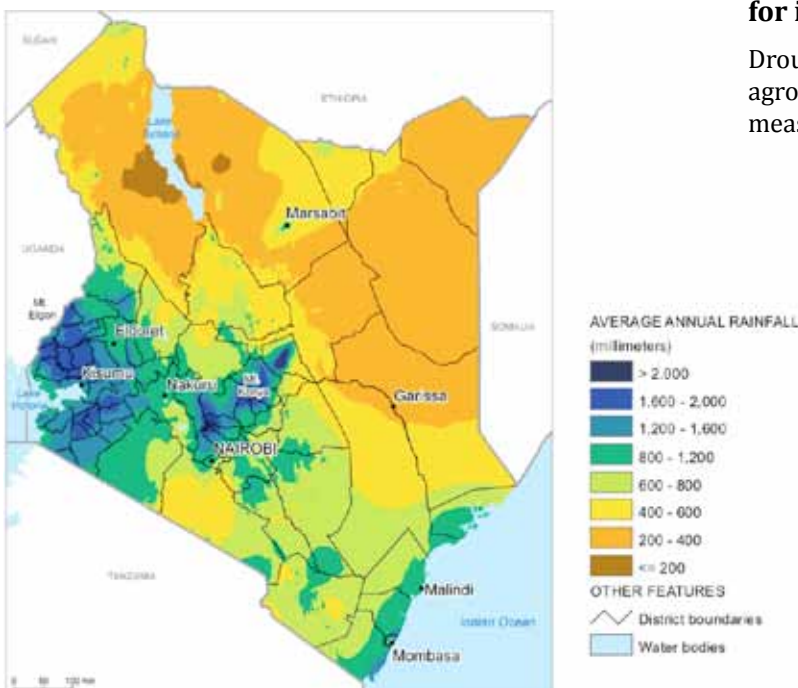 for i
Drou
agro
meas
SUDAN
ETHIOPIA
Lake
Marsabit
UGANDA
Mt.
Elgon
Eldoret
SOMALIA
Kisumu
Nakuru
Mt.
Kenya
Lake
Garissa
NAIROBI
TANZANIA
Malindi
Indian Ocean
Mombasa
AVERAGE ANNUAL RAINFALL
(millimeters)
> 2,000
1,600 - 2,000
1,200 - 1,600
800 - 1,200
600 - 800
400 - 600
200 - 400
<= 200
OTHER FEATURES
District boundaries
Water bodies